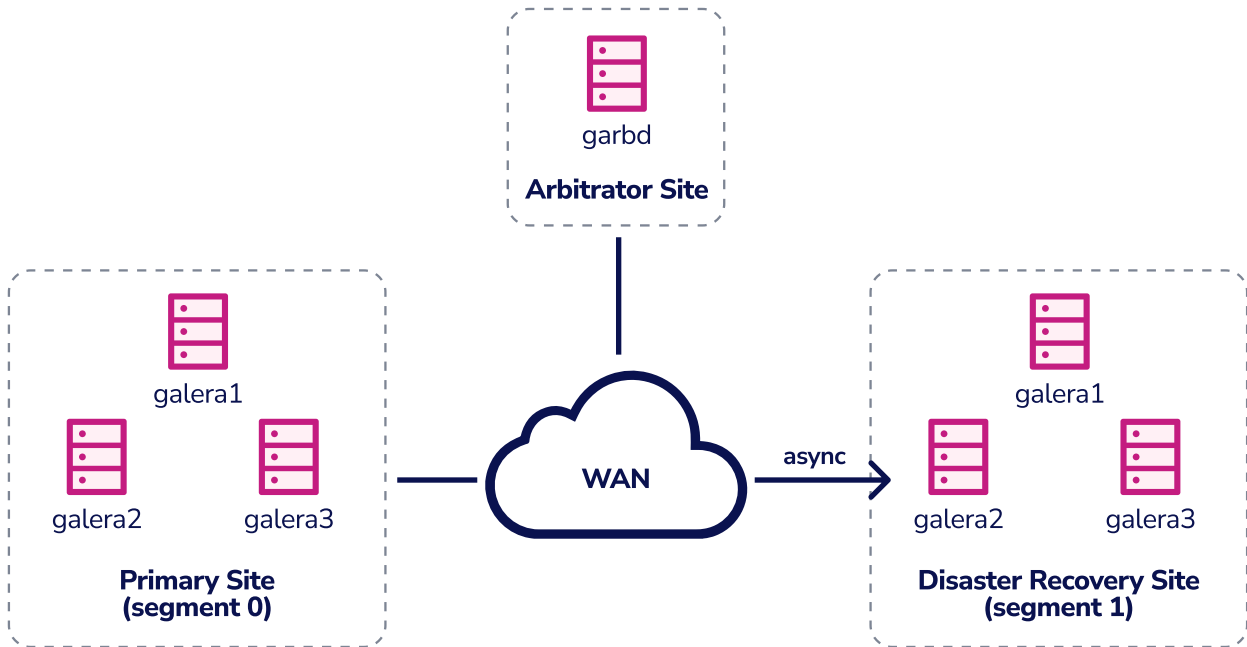 garbd
Arbitrator Site
galera1
galera2
galera3
Primary Site
(segment 0)
WAN
async
galera1
galera2
galera3
Disaster Recovery Site
(segment 1)